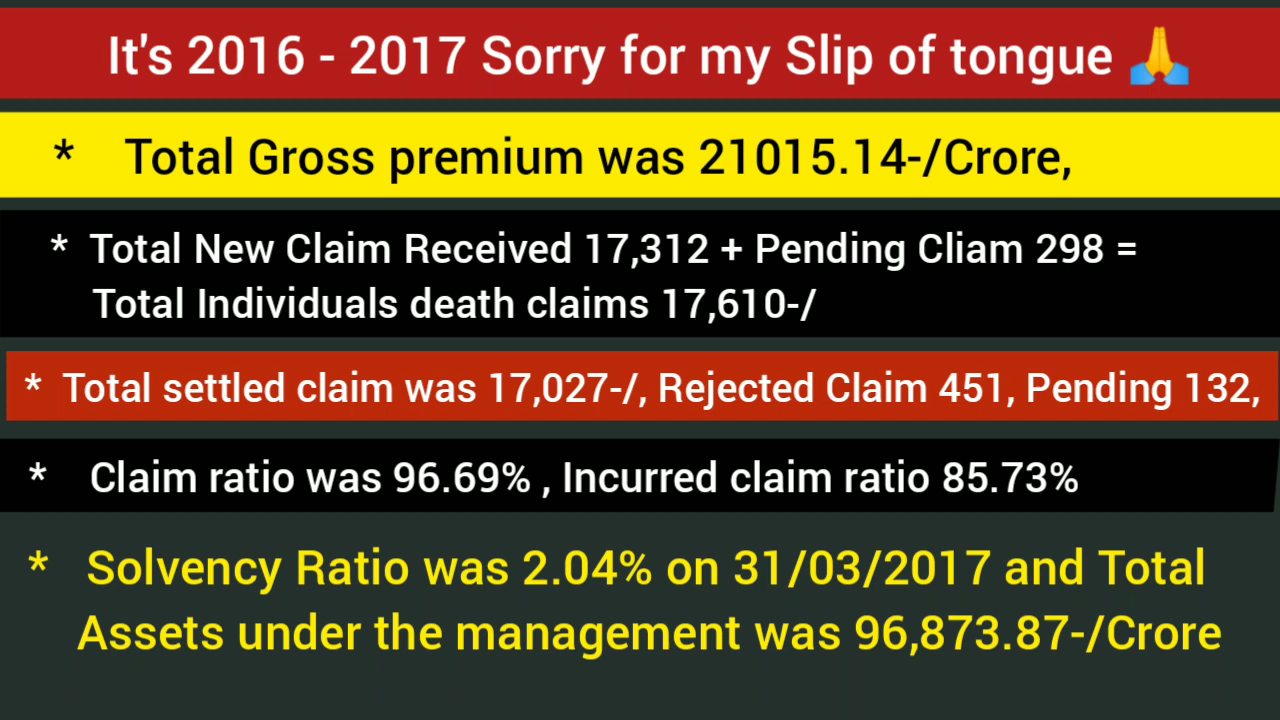 It's 2016 - 2017 Sorry for my Slip of tongue 🙏
* Total Gross premium was 21015.14-/Crore,
* Total New Claim Received 17,312 + Pending Cliam 298 =
Total Individuals death claims 17,610-/
* Total settled claim was 17,027-/, Rejected Claim 451, Pending 132,
* Claim ratio was 96.69% , Incurred claim ratio 85.73%
* Solvency Ratio was 2.04% on 31/03/2017 and Total
Assets under the management was 96,873.87-/Crore